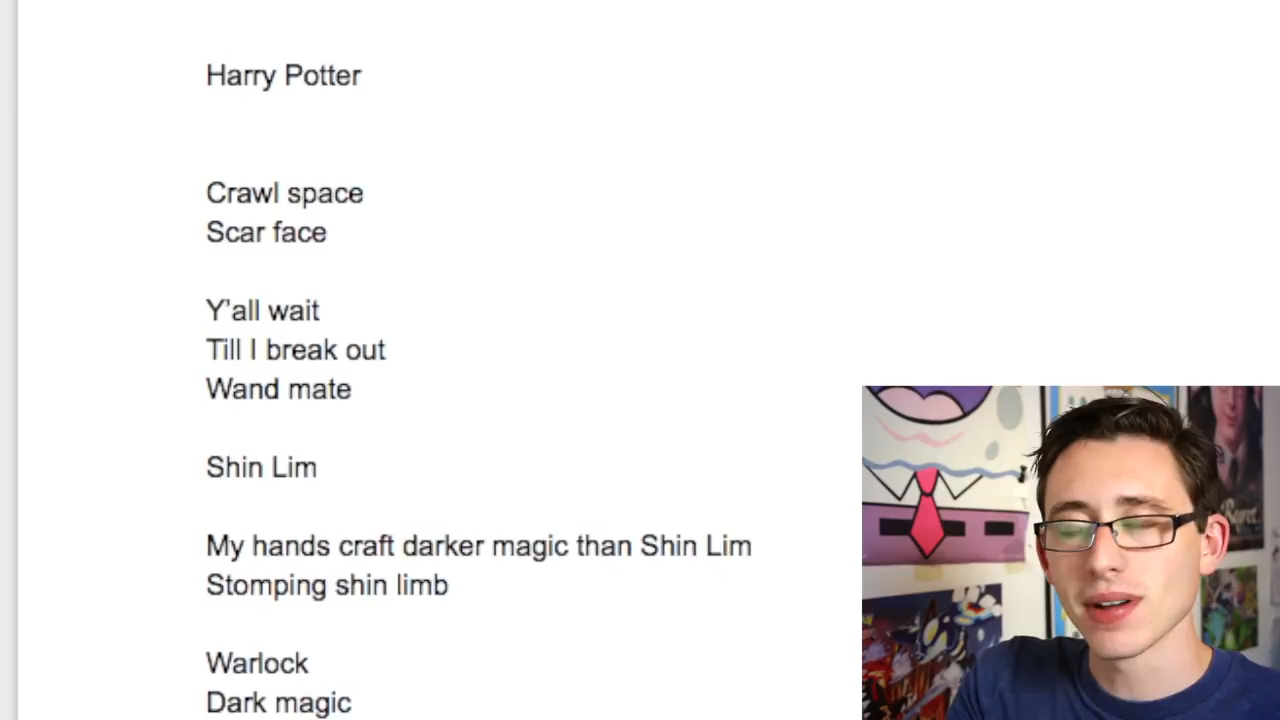 Harry Potter
Crawl space
Scar face
Y'all wait
Till I break out
Wand mate
Shin Lim
My hands craft darker magic than Shin Lim
Stomping shin limb
Warlock
Dark magic